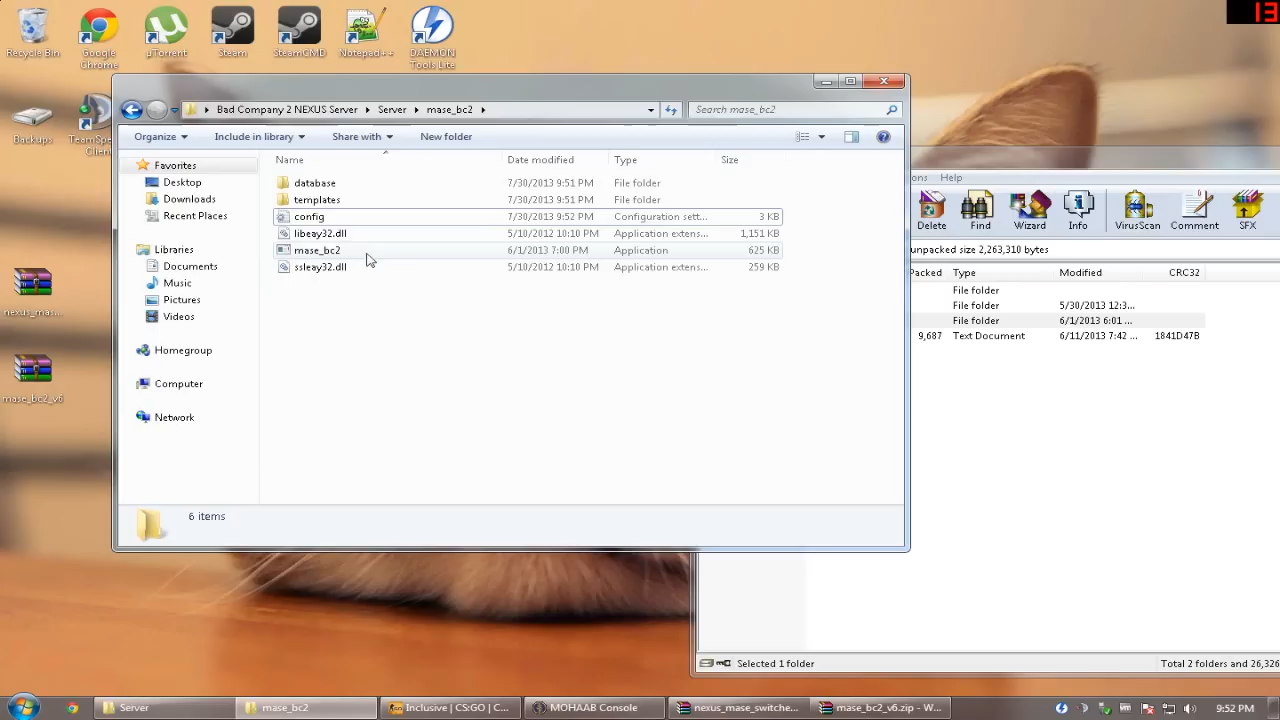 13
Recycle Bin
Google Chrome
µTorrent
Steam
SteamCMD
Notepad++
DAEMON Tools Lite
Backups
TeamSpe...
Client
nexus_mas...
mase_bc2_v6
Bad Company 2 NEXUS Server
Server
mase_bc2
Search mase_bc2
Organize
Include in library
Share with
New folder
Name
Date modified
Type
Size
Favorites
Desktop
Downloads
Recent Places
Libraries
Documents
Music
Pictures
Videos
Homegroup
Computer
Network
database 7/30/2013 9:51 PM File folder
templates 7/30/2013 9:51 PM File folder
config 7/30/2013 9:52 PM Configuration sett... 3 KB
libeay32.dll 5/10/2012 10:10 PM Application extens... 1,151 KB
mase_bc2 6/1/2013 7:00 PM Application 625 KB
ssleay32.dll 5/10/2012 10:10 PM Application extens... 259 KB
6 items
ons Help
Delete Find Wizard Info VirusScan Comment SFX
unpacked size 2,263,310 bytes
Packed Type Modified CRC32
File folder
File folder 5/30/2013 12:3...
File folder 6/1/2013 6:01 ...
9,687 Text Document 6/11/2013 7:42 ... 1841D47B
Selected 1 folder
Total 2 folders and 26,326
Server
mase_bc2
Inclusive | CS:GO | C...
MOHAAB Console
nexus_mase_switche...
mase_bc2_v6.zip - W...
9:52 PM